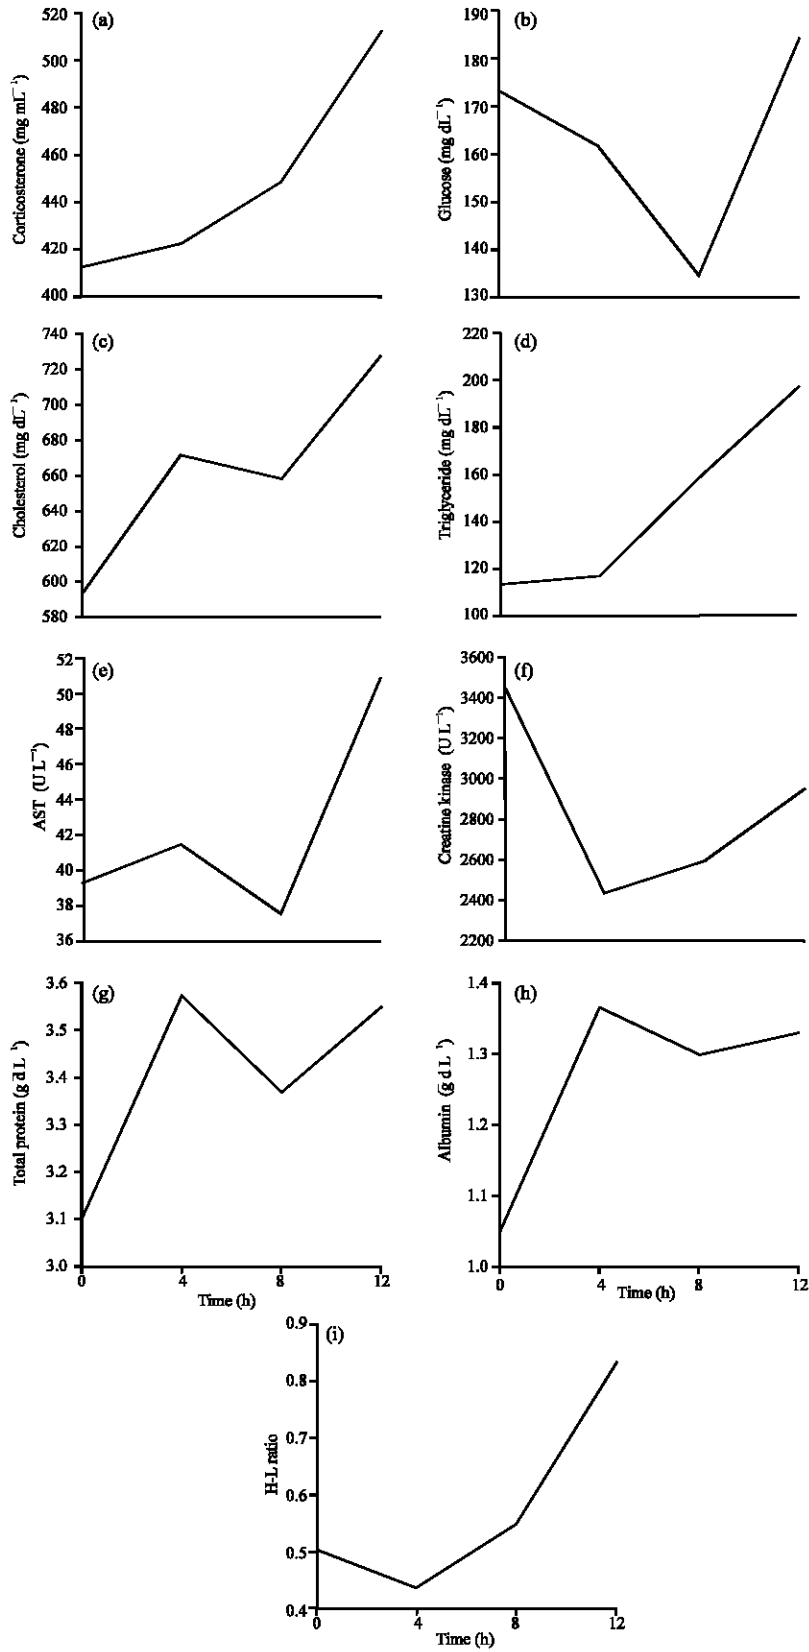 (a)
Corticosterone (mg mL⁻¹)
520
500
480
460
440
420
400
(b)
Glucose (mg dL⁻¹)
190
180
170
160
150
140
130
(c)
Cholesterol (mg dL⁻¹)
740
720
700
680
660
640
620
600
580
(d)
Triglyceride (mg dL⁻¹)
220
200
180
160
140
120
100
(e)
AST (U L⁻¹)
52
50
48
46
44
42
40
38
36
(f)
Creatine kinase (U L⁻¹)
3600
3400
3200
3000
2800
2600
2400
2200
(g)
Total protein (g d L⁻¹)
3.6
3.5
3.4
3.3
3.2
3.1
3.0
0 4 8 12
Time (h)
(h)
Albumin (g d L⁻¹)
1.4
1.3
1.2
1.1
1.0
0 4 8 12
Time (h)
(i)
H-L ratio
0.9
0.8
0.7
0.6
0.5
0.4
0 4 8 12
Time (h)